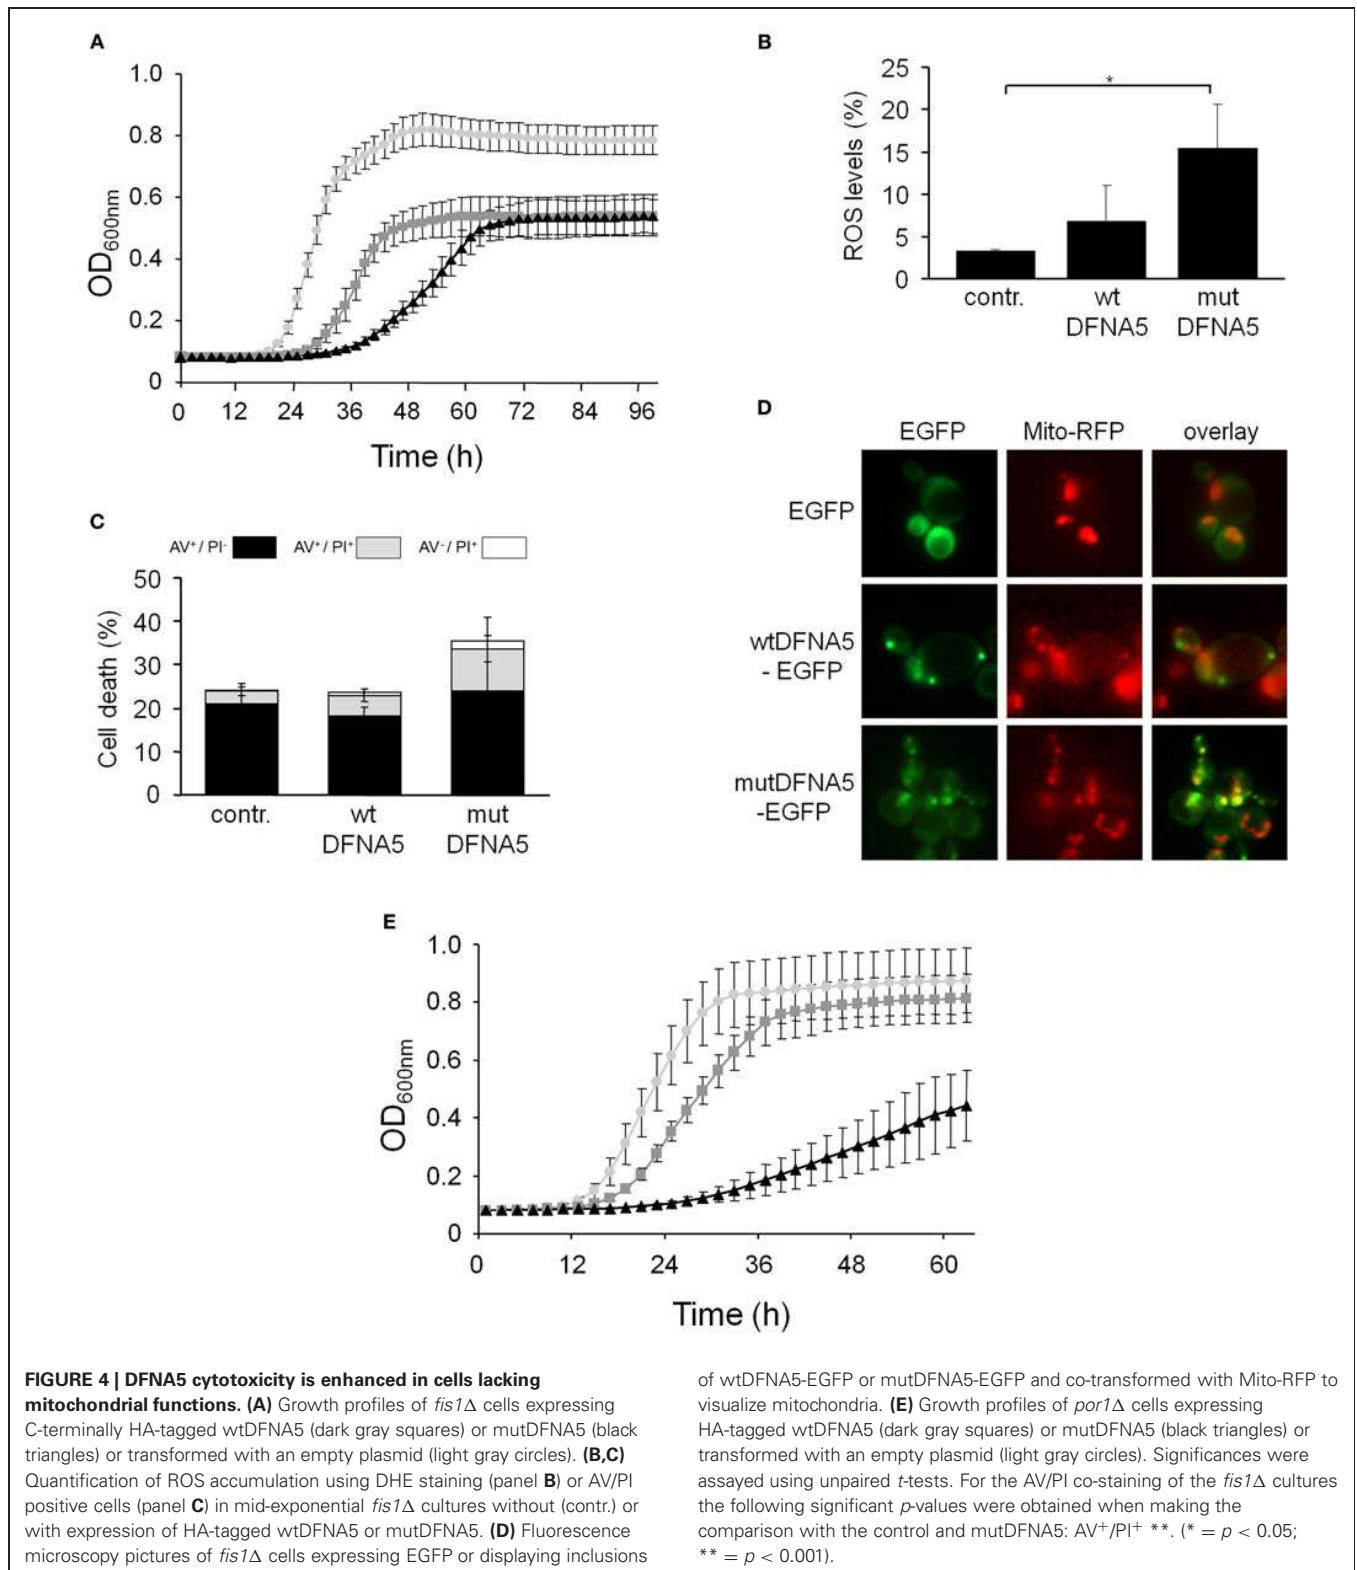 A
1.0
0.8
0.6
0.4
0.2
0
OD600nm
0 12 24 36 48 60 72 84 96
Time (h)
B
25
20
15
10
5
0
ROS levels (%)
*
contr. wt DFNA5 mut DFNA5
C
AV+/ PI- AV+/ PI+ AV-/ PI+
50
40
30
20
10
0
Cell death (%)
contr. wt DFNA5 mut DFNA5
D
EGFP Mito-RFP overlay
EGFP
wtDFNA5
- EGFP
mutDFNA5
-EGFP
E
1.0
0.8
0.6
0.4
0.2
0
OD600nm
0 12 24 36 48 60
Time (h)
FIGURE 4 | DFNA5 cytotoxicity is enhanced in cells lacking
mitochondrial functions. (A) Growth profiles of fis1Δ cells expressing
C-terminally HA-tagged wtDFNA5 (dark gray squares) or mutDFNA5 (black
triangles) or transformed with an empty plasmid (light gray circles). (B,C)
Quantification of ROS accumulation using DHE staining (panel B) or AV/PI
positive cells (panel C) in mid-exponential fis1Δ cultures without (contr.) or
with expression of HA-tagged wtDFNA5 or mutDFNA5. (D) Fluorescence
microscopy pictures of fis1Δ cells expressing EGFP or displaying inclusions
of wtDFNA5-EGFP or mutDFNA5-EGFP and co-transformed with Mito-RFP to
visualize mitochondria. (E) Growth profiles of por1Δ cells expressing
HA-tagged wtDFNA5 (dark gray squares) or mutDFNA5 (black triangles) or
transformed with an empty plasmid (light gray circles). Significances were
assayed using unpaired t-tests. For the AV/PI co-staining of the fis1Δ cultures
the following significant p-values were obtained when making the
comparison with the control and mutDFNA5: AV+/PI+ **. (* = p < 0.05;
** = p < 0.001).